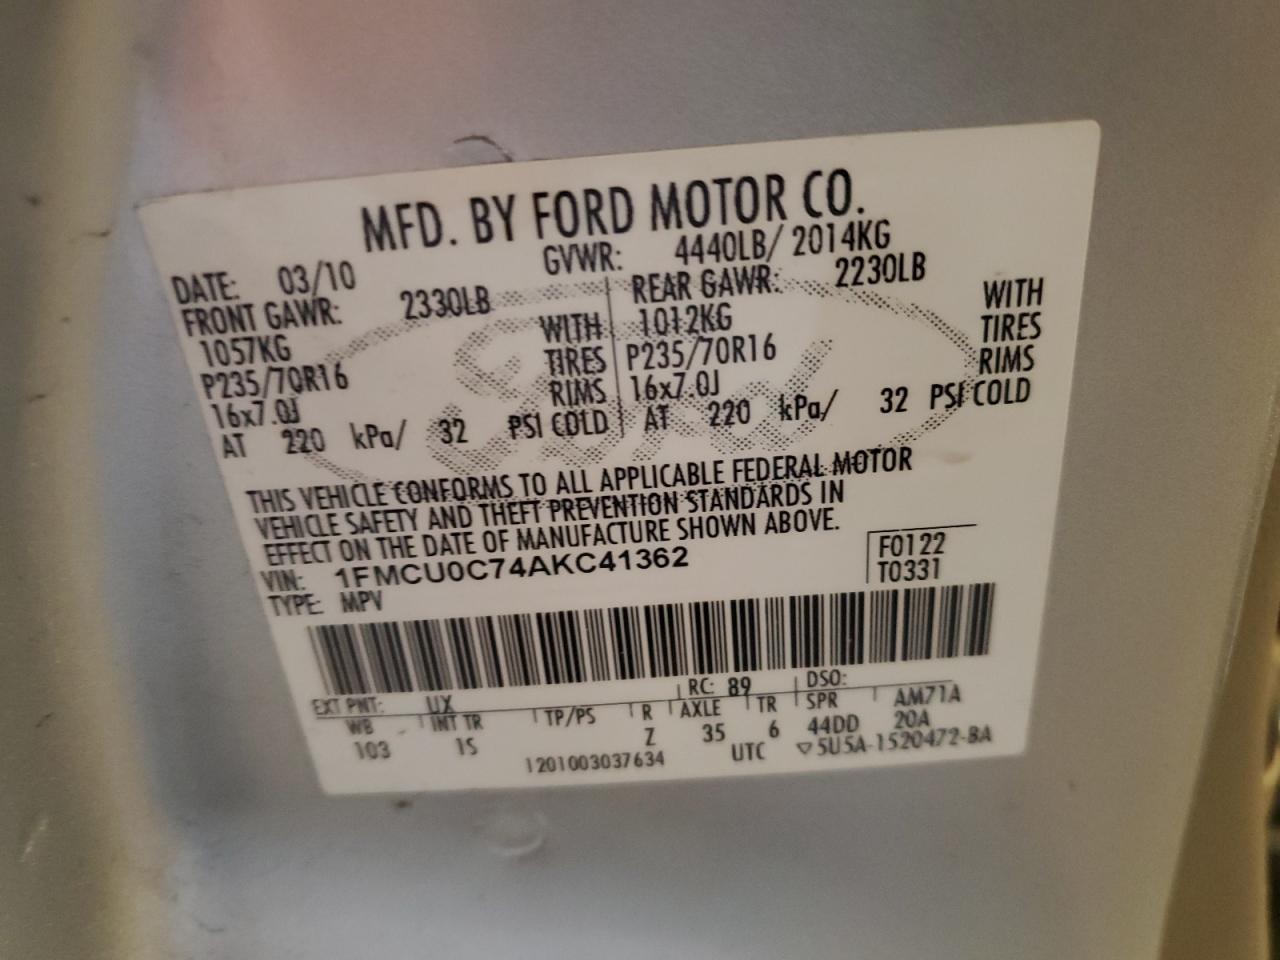 MFD. BY FORD MOTOR CO.
DATE: 03/10 GVWR: 4440LB/ 2014KG
FRONT GAWR: 2330LB REAR GAWR: 2230LB
1057KG WITH 1012KG WITH
P235/70R16 TIRES P235/70R16 TIRES
16x7.0J RIMS 16x7.0J RIMS
AT 220 kPa/ 32 PSI COLD AT 220 kPa/ 32 PSI COLD
THIS VEHICLE CONFORMS TO ALL APPLICABLE FEDERAL MOTOR
VEHICLE SAFETY AND THEFT PREVENTION STANDARDS IN
EFFECT ON THE DATE OF MANUFACTURE SHOWN ABOVE.
VIN: 1FMCU0C74AKC41362 F0122
TYPE: MPV T0331
EXT PNT: UX RC: 89 DSO:
WB INT TR TP/PS R AXLE TR SPR AM71A
103 1S Z 35 6 44DD 20A
1201003037634 UTC ▽5U5A-1520472-BA
Ford